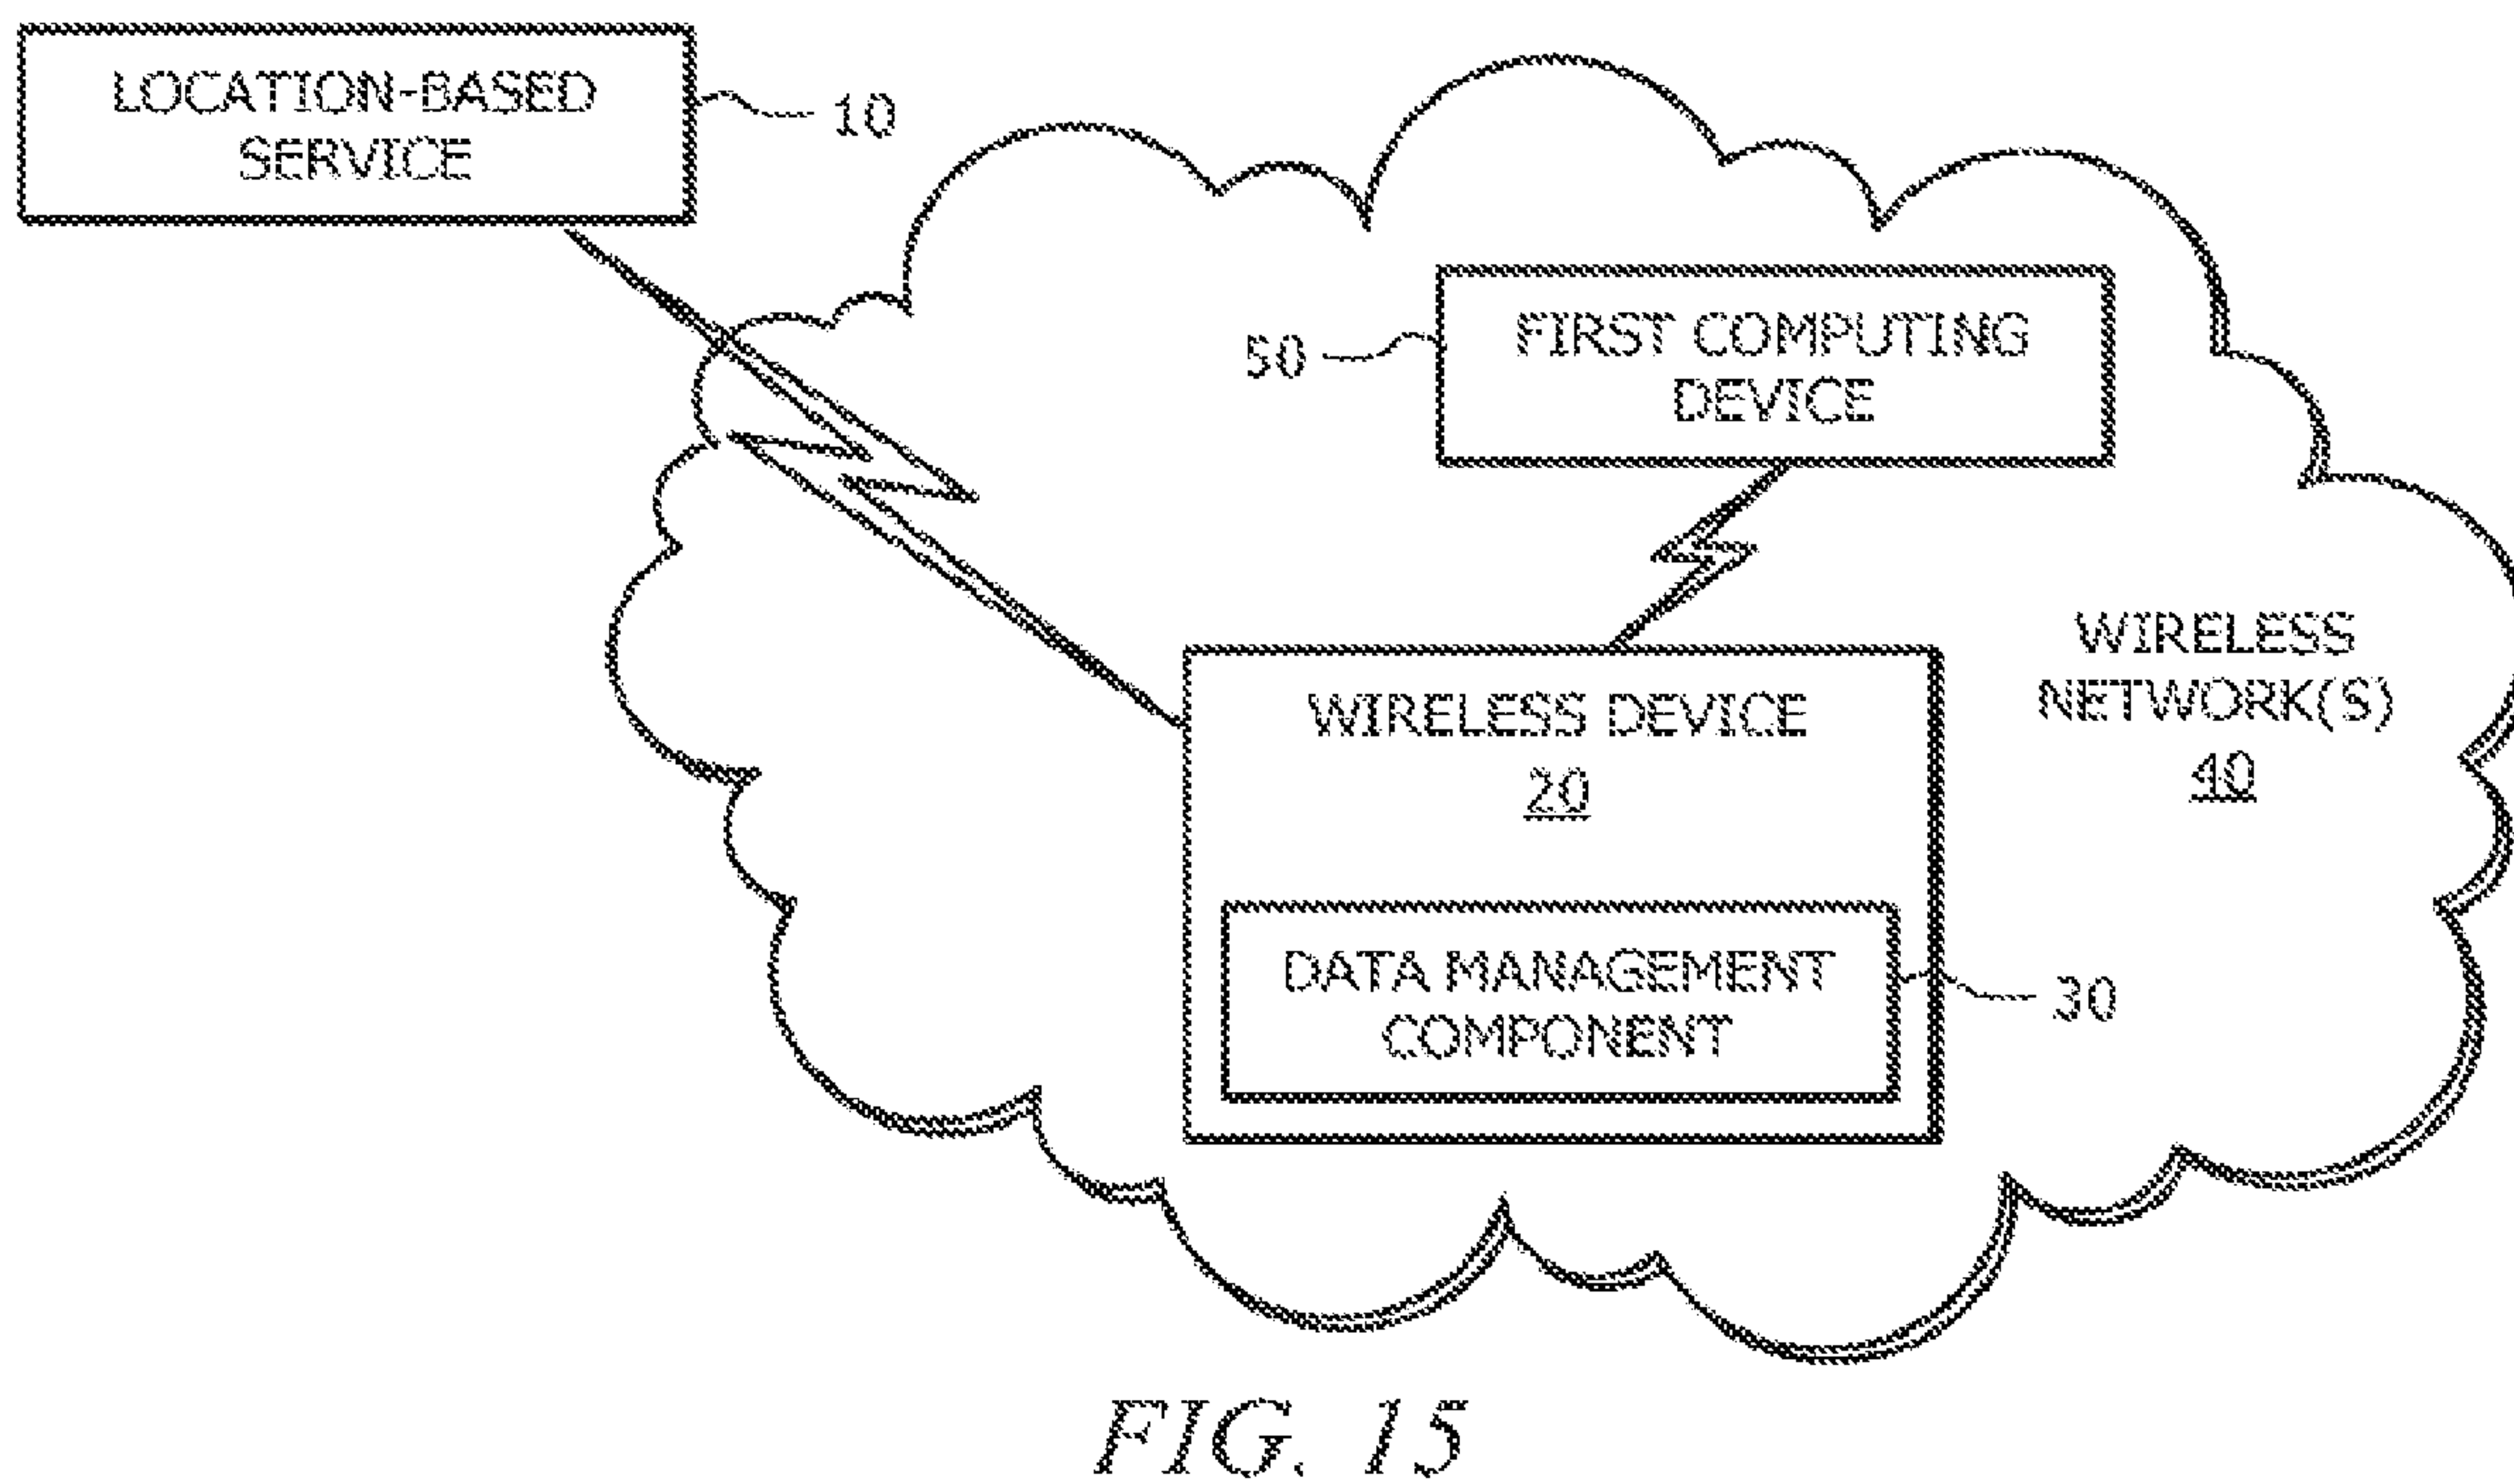 LOCATION-BASED
SERVICE
10
50
FIRST COMPUTING
DEVICE
WIRELESS
NETWORK(S)
40
WIRELESS DEVICE
20
DATA MANAGEMENT
COMPONENT
30
FIG. 15